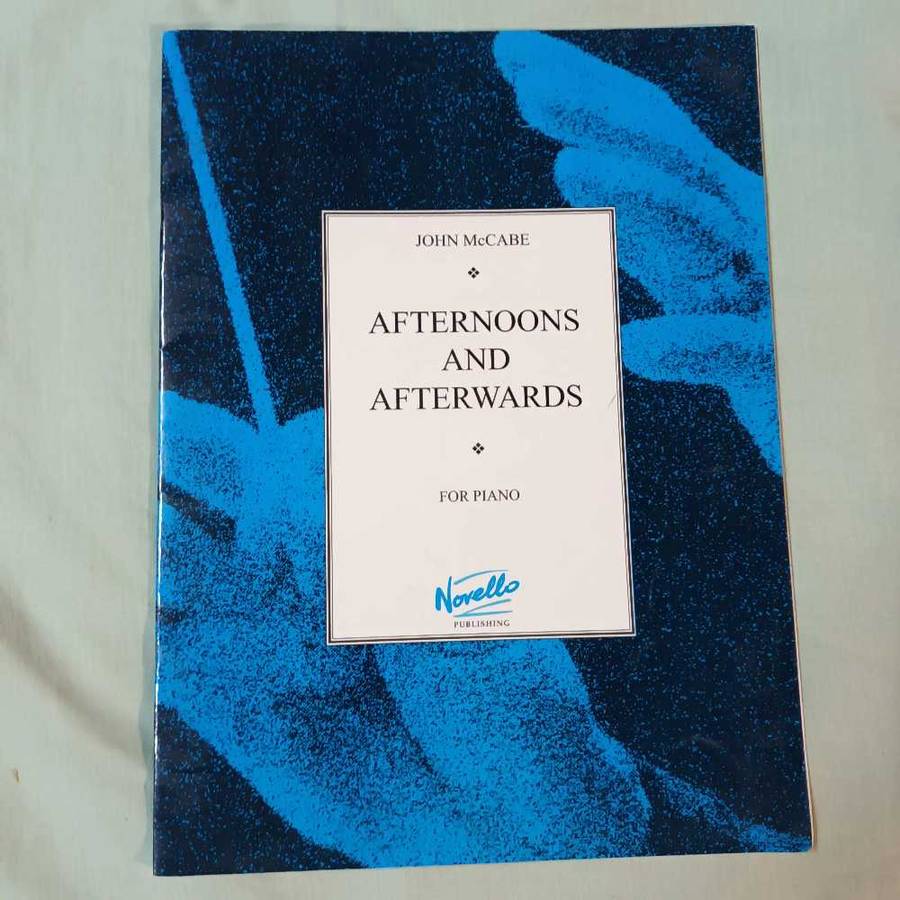 JOHN McCABE
AFTERNOONS
AND
AFTERWARDS
FOR PIANO
Novello
PUBLISHING